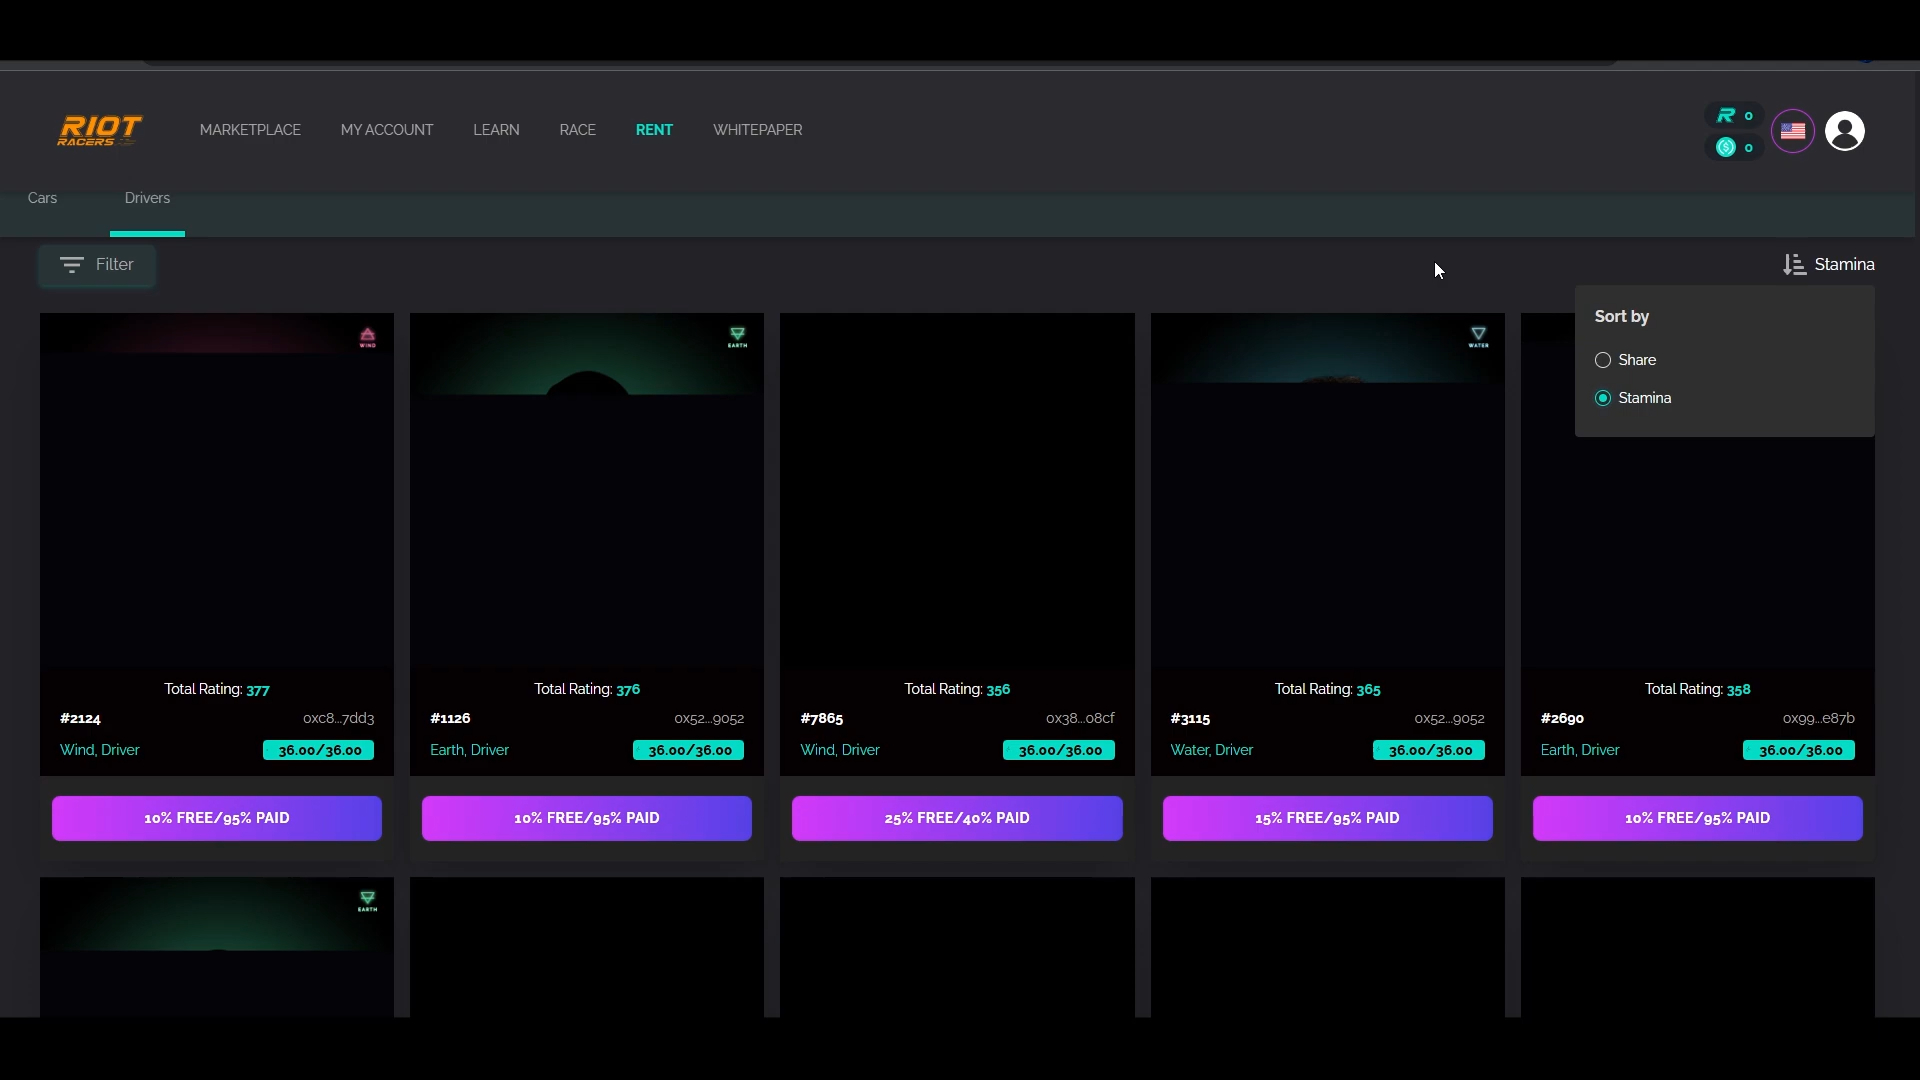 RIOT
RACERS
MARKETPLACE
MY ACCOUNT
LEARN
RACE
RENT
WHITEPAPER
0
0
Cars
Drivers
Filter
Stamina
Sort by
Share
Stamina
WIND
EARTH
WATER
Total Rating: 377
#2124
0xc8...7dd3
Wind, Driver
36.00/36.00
10% FREE/95% PAID
Total Rating: 376
#1126
0x52...9052
Earth, Driver
36.00/36.00
10% FREE/95% PAID
Total Rating: 356
#7865
0x38...08cf
Wind, Driver
36.00/36.00
25% FREE/40% PAID
Total Rating: 365
#3115
0x52...9052
Water, Driver
36.00/36.00
15% FREE/95% PAID
Total Rating: 358
#2690
0x99...e87b
Earth, Driver
36.00/36.00
10% FREE/95% PAID
EARTH